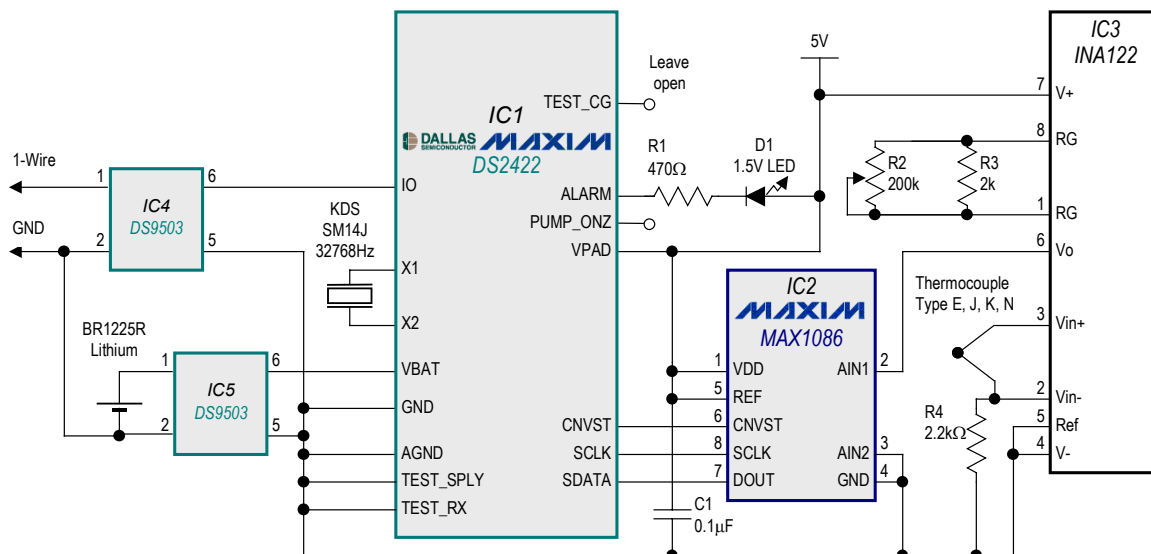 IC3
INA122
5V
Leave
open
7
V+
TEST_CG
IC1
DALLAS
SEMICONDUCTOR
MAXIM
DS2422
8
RG
R1
470Ω
D1
1.5V LED
R2
200k
R3
2k
1-Wire
1
6
IO
ALARM
IC4
DS9503
KDS
SM14J
32768Hz
PUMP_ONZ
1
RG
GND
2
5
VPAD
6
Vo
X1
IC2
MAXIM
MAX1086
Thermocouple
Type E, J, K, N
X2
3
Vin+
BR1225R
Lithium
1
6
VBAT
1
VDD
AIN1
2
IC5
DS9503
5
REF
2
Vin-
GND
R4
2.2kΩ
5
Ref
2
5
CNVST
6
CNVST
AIN2
3
4
V-
AGND
SCLK
8
SCLK
TEST_SPLY
SDATA
7
DOUT
GND
4
TEST_RX
C1
0.1µF